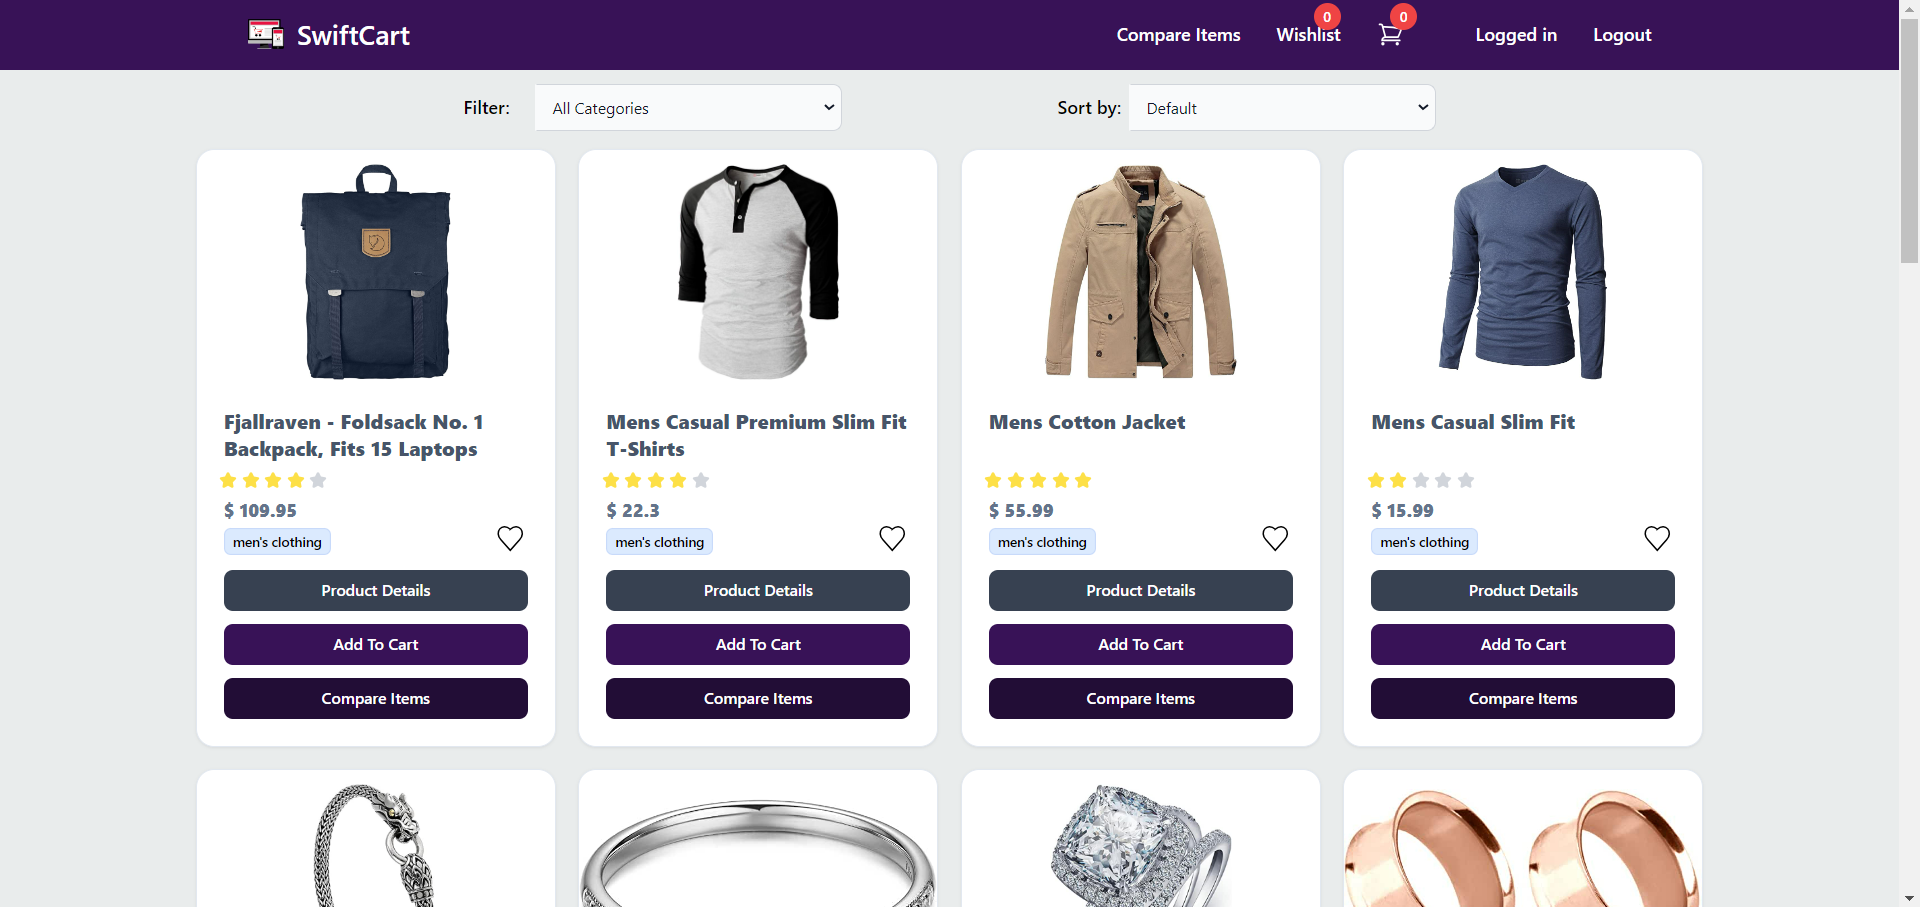 SwiftCart
Compare Items
Wishlist
0
0
Logged in
Logout
Filter:
All Categories
Sort by:
Default
Fjallraven - Foldsack No. 1
Backpack, Fits 15 Laptops
$ 109.95
men's clothing
Product Details
Add To Cart
Compare Items
Mens Casual Premium Slim Fit
T-Shirts
$ 22.3
men's clothing
Product Details
Add To Cart
Compare Items
Mens Cotton Jacket
$ 55.99
men's clothing
Product Details
Add To Cart
Compare Items
Mens Casual Slim Fit
$ 15.99
men's clothing
Product Details
Add To Cart
Compare Items